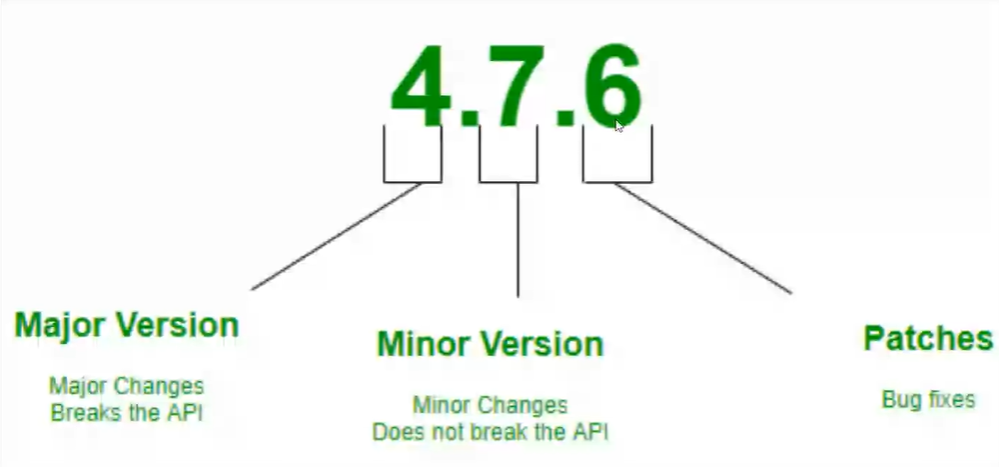 4.7.6
Major Version
Major Changes
Breaks the API
Minor Version
Minor Changes
Does not break the API
Patches
Bug fixes